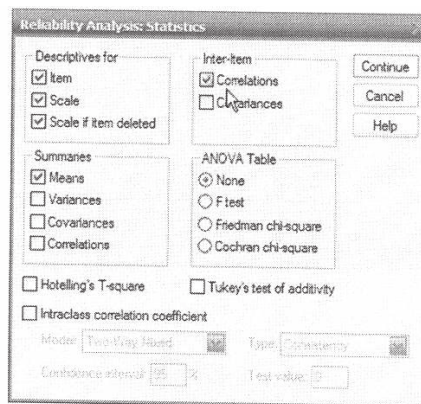 Reliability Analysis: Statistics
Descriptives for
Item
Scale
Scale if item deleted
Inter-Item
Correlations
Covariances
Continue
Cancel
Help
Summaries
Means
Variances
Covariances
Correlations
ANOVA Table
None
F test
Friedman chi-square
Cochran chi-square
Hotelling's T-square
Tukey's test of additivity
Intraclass correlation coefficient
Model: Two-Way Mixed
Type: Consistency
Confidence interval: 95 %
Test value: 0